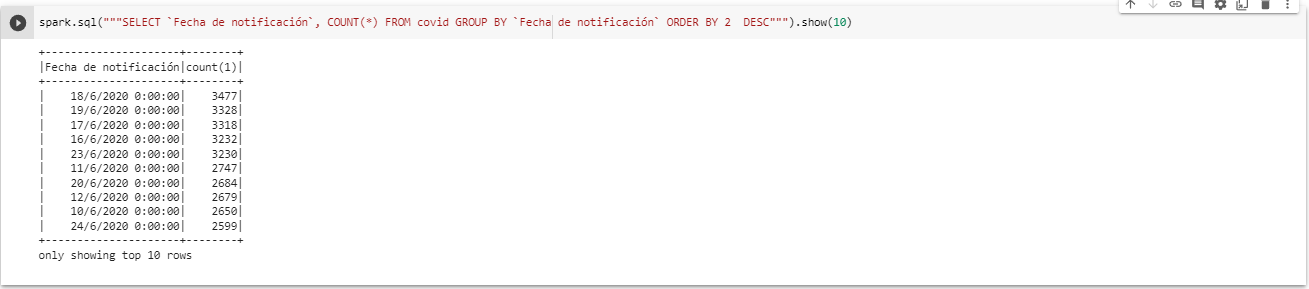 spark.sql("""SELECT `Fecha de notificación`, COUNT(*) FROM covid GROUP BY `Fecha de notificación` ORDER BY 2  DESC""").show(10)
+---------------------+--------+
|Fecha de notificación|count(1)|
+---------------------+--------+
|    18/6/2020 0:00:00|    3477|
|    19/6/2020 0:00:00|    3328|
|    17/6/2020 0:00:00|    3318|
|    16/6/2020 0:00:00|    3232|
|    23/6/2020 0:00:00|    3230|
|    11/6/2020 0:00:00|    2747|
|    20/6/2020 0:00:00|    2684|
|    12/6/2020 0:00:00|    2679|
|    10/6/2020 0:00:00|    2650|
|    24/6/2020 0:00:00|    2599|
+---------------------+--------+
only showing top 10 rows